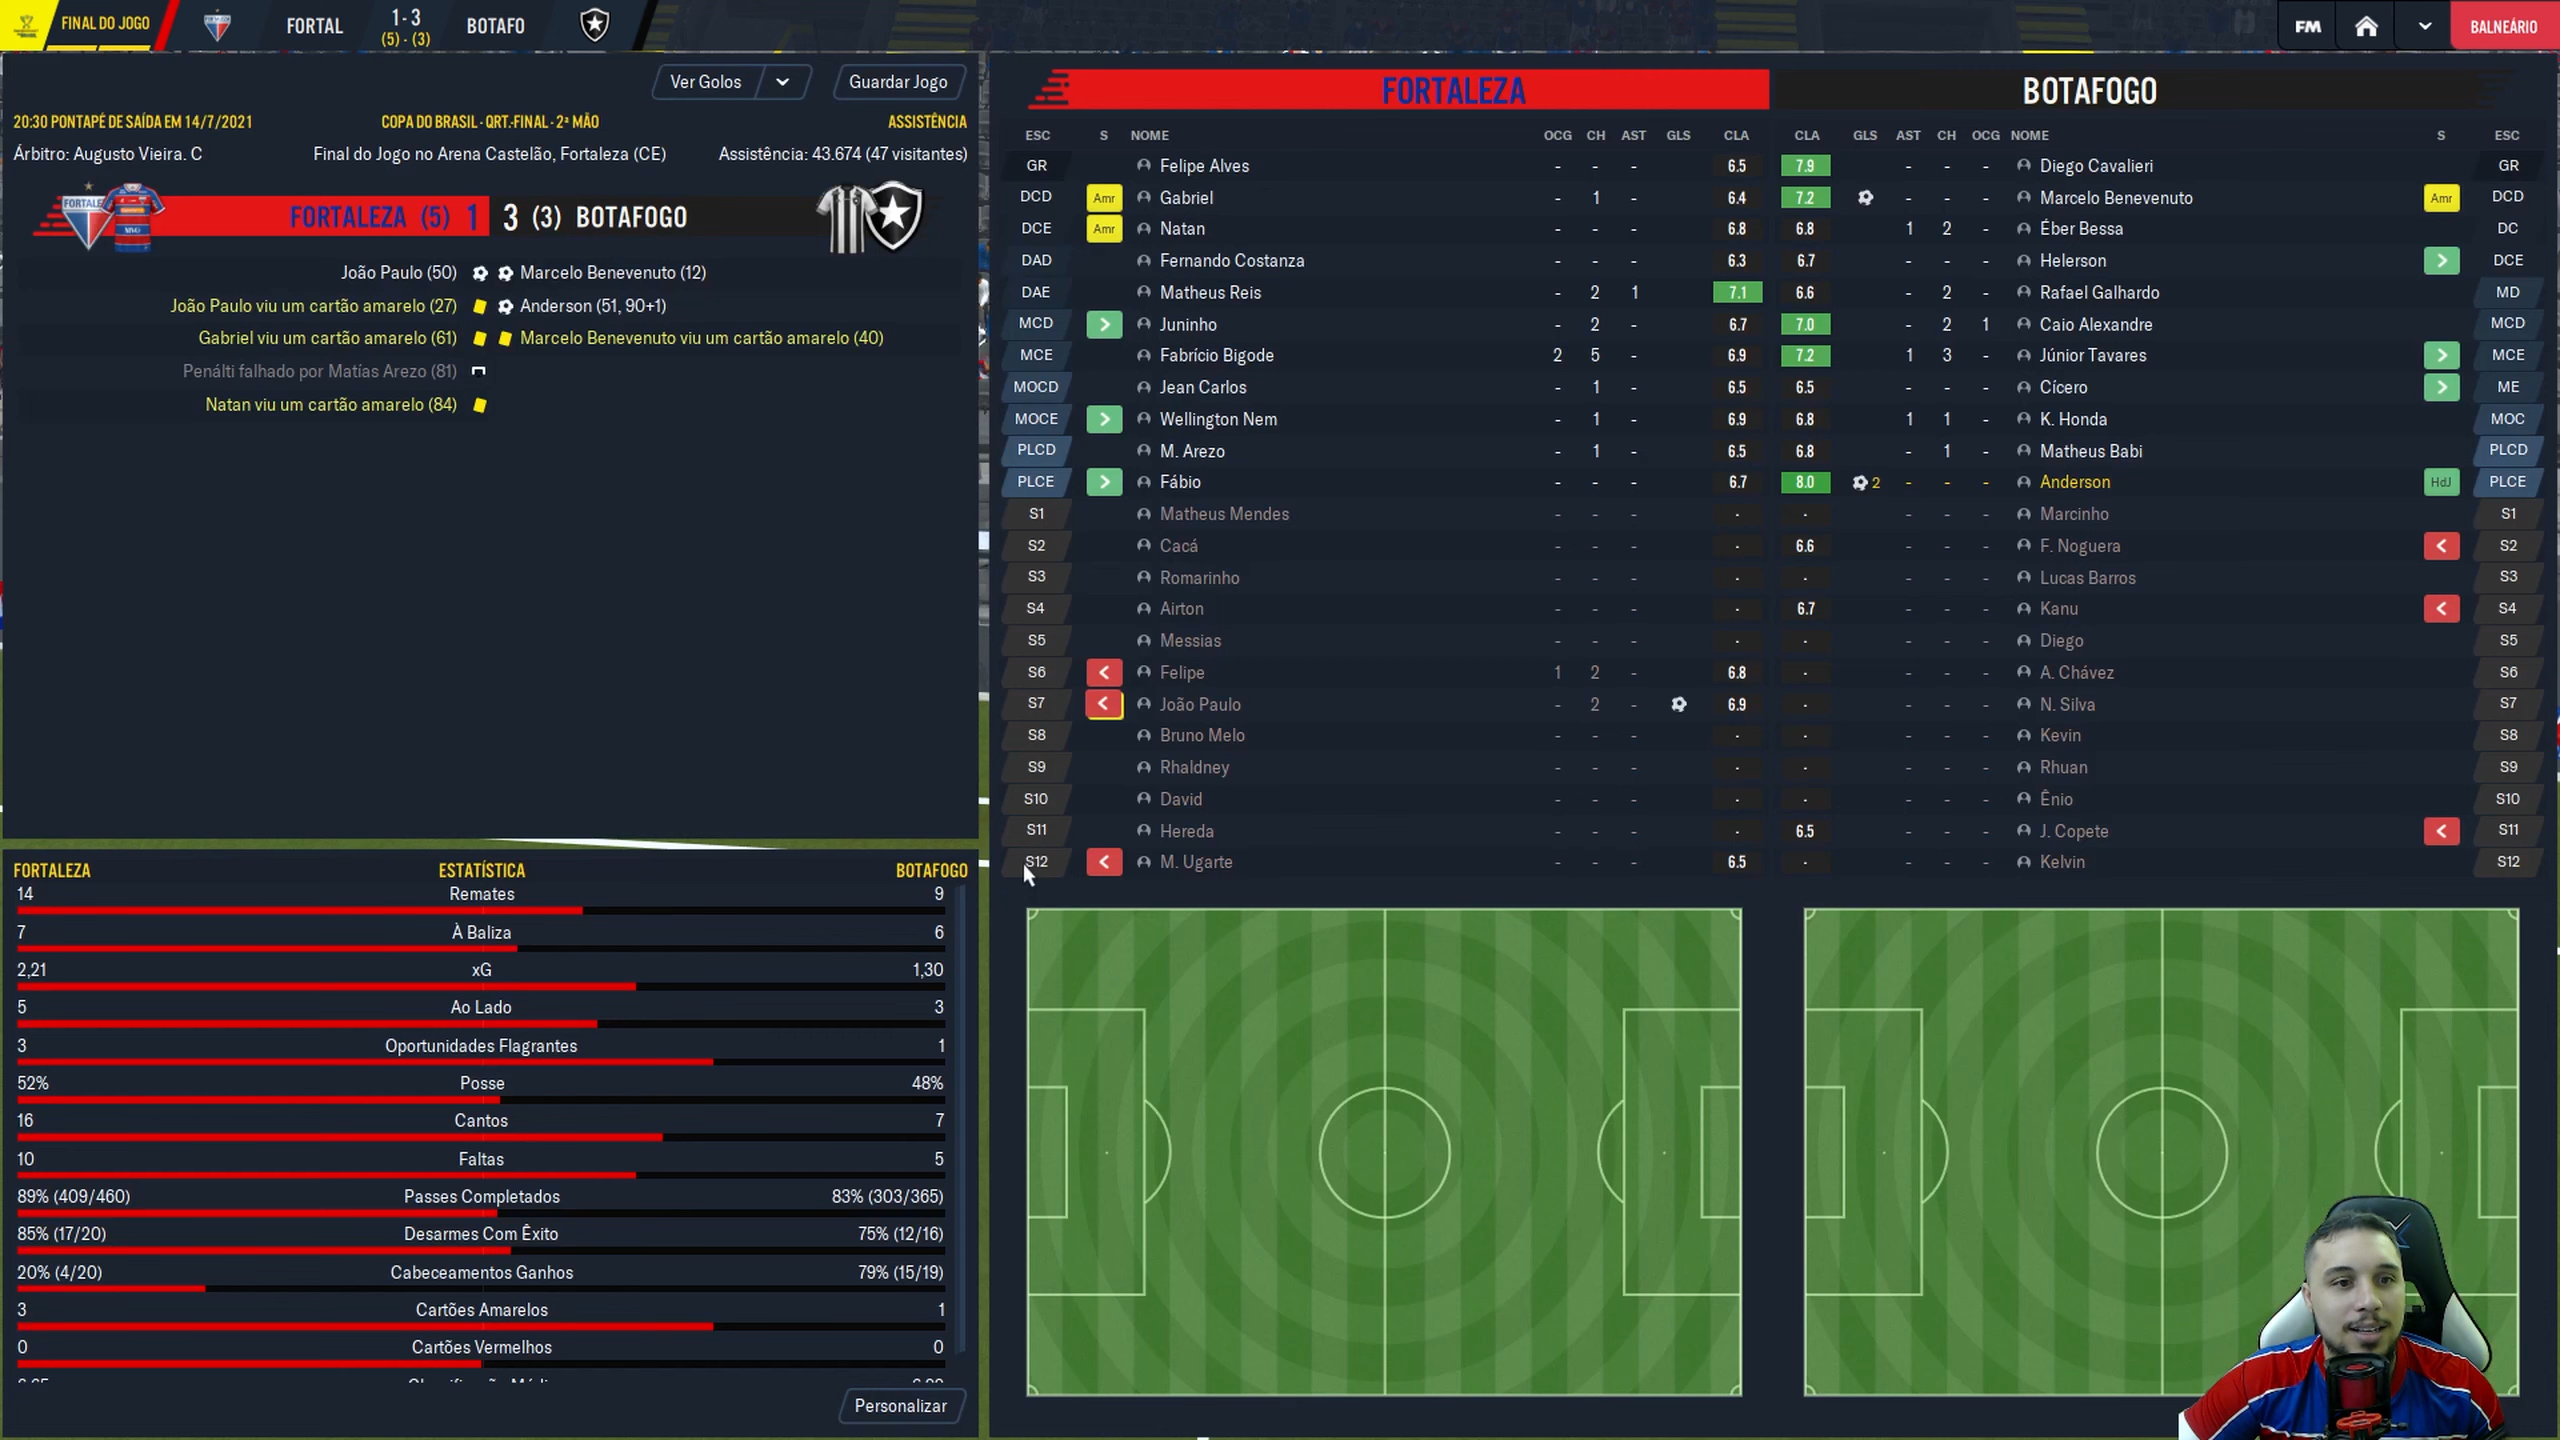 FINAL DO JOGO
FORTAL
1 - 3
(5) - (3)
BOTAFO
FM
BALNEÁRIO
Ver Golos
Guardar Jogo
20:30 PONTAPÉ DE SAÍDA EM 14/7/2021
COPA DO BRASIL - QRT.-FINAL - 2ª MÃO
ASSISTÊNCIA
Árbitro: Augusto Vieira. C
Final do Jogo no Arena Castelão, Fortaleza (CE)
Assistência: 43.674 (47 visitantes)
FORTALEZA (5) 1
3 (3) BOTAFOGO
João Paulo (50)
Marcelo Benevenuto (12)
João Paulo viu um cartão amarelo (27)
Anderson (51, 90+1)
Gabriel viu um cartão amarelo (61)
Marcelo Benevenuto viu um cartão amarelo (40)
Penálti falhado por Matías Arezo (81)
Natan viu um cartão amarelo (84)
FORTALEZA ESTATÍSTICA BOTAFOGO
14 Remates 9
7 À Baliza 6
2,21 xG 1,30
5 Ao Lado 3
3 Oportunidades Flagrantes 1
52% Posse 48%
16 Cantos 7
10 Faltas 5
89% (409/460) Passes Completados 83% (303/365)
85% (17/20) Desarmes Com Êxito 75% (12/16)
20% (4/20) Cabeceamentos Ganhos 79% (15/19)
3 Cartões Amarelos 1
0 Cartões Vermelhos 0
Personalizar
FORTALEZA
BOTAFOGO
ESC S NOME OCG CH AST GLS CLA CLA GLS AST CH OCG NOME S ESC
GR Felipe Alves - - - 6.5 7.9 - - - Diego Cavalieri GR
DCD Amr Gabriel - 1 - 6.4 7.2 - - - Marcelo Benevenuto Amr DCD
DCE Amr Natan - - - 6.8 6.8 1 2 - Éber Bessa DC
DAD Fernando Costanza - - - 6.3 6.7 - - - Helerson DCE
DAE Matheus Reis - 2 1 7.1 6.6 - 2 - Rafael Galhardo MD
MCD Juninho - 2 - 6.7 7.0 - 2 1 Caio Alexandre MCD
MCE Fabrício Bigode 2 5 - 6.9 7.2 1 3 - Júnior Tavares MCE
MOCD Jean Carlos - 1 - 6.5 6.5 - - - Cícero ME
MOCE Wellington Nem - 1 - 6.9 6.8 1 1 - K. Honda MOC
PLCD M. Arezo - 1 - 6.5 6.8 - 1 - Matheus Babi PLCD
PLCE Fábio - - - 6.7 8.0 2 - - - Anderson HdJ PLCE
S1 Matheus Mendes - - - · · - - - Marcinho S1
S2 Cacá - - - · 6.6 - - - F. Noguera S2
S3 Romarinho - - - · · - - - Lucas Barros S3
S4 Airton - - - · 6.7 - - - Kanu S4
S5 Messias - - - · · - - - Diego S5
S6 Felipe 1 2 - 6.8 · - - - A. Chávez S6
S7 João Paulo - 2 - 6.9 · - - - N. Silva S7
S8 Bruno Melo - - - · · - - - Kevin S8
S9 Rhaldney - - - · · - - - Rhuan S9
S10 David - - - · · - - - Ênio S10
S11 Hereda - - - · 6.5 - - - J. Copete S11
S12 M. Ugarte - - - 6.5 · - - - Kelvin S12